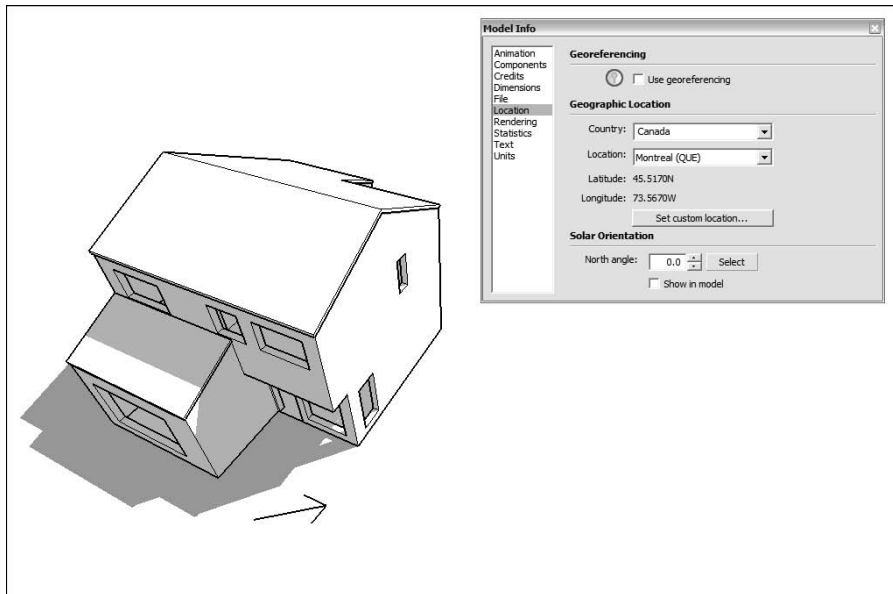 Model Info
Animation
Components
Credits
Dimensions
File
Location
Rendering
Statistics
Text
Units
Georeferencing
Use georeferencing
Geographic Location
Country: Canada
Location: Montreal (QUE)
Latitude: 45.5170N
Longitude: 73.5670W
Set custom location...
Solar Orientation
North angle: 0.0 Select
Show in model